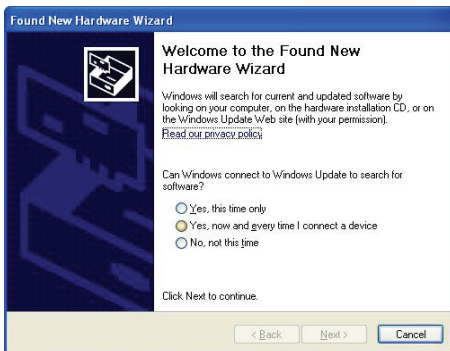 Found New Hardware Wizard
Welcome to the Found New
Hardware Wizard
Windows will search for current and updated software by
looking on your computer, on the hardware installation CD, or on
the Windows Update Web site (with your permission).
Read our privacy policy
Can Windows connect to Windows Update to search for
software?
Yes, this time only
Yes, now and every time I connect a device
No, not this time
Click Next to continue.
< Back Next > Cancel